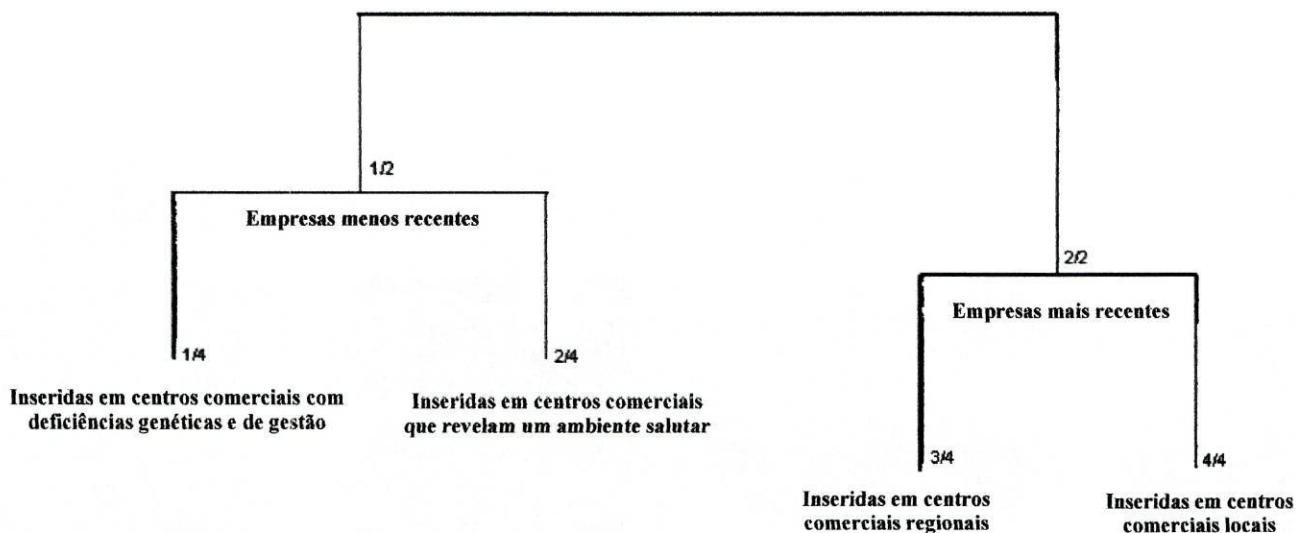 1/2
Empresas menos recentes
2/2
Empresas mais recentes
1/4
2/4
Inseridas em centros comerciais com
deficiências genéticas e de gestão
Inseridas em centros comerciais
que revelam um ambiente salutar
3/4
4/4
Inseridas em centros
comerciais regionais
Inseridas em centros
comerciais locais